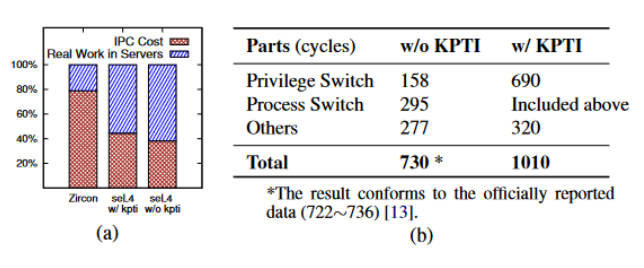 IPC Cost
Real Work in Servers
100%
80%
60%
40%
20%
Zircon
seL4
w/ kpti
seL4
w/o kpti
(a)
Parts (cycles) w/o KPTI w/ KPTI
Privilege Switch 158 690
Process Switch 295 Included above
Others 277 320
Total 730 * 1010
*The result conforms to the officially reported
data (722∼736) [13].
(b)